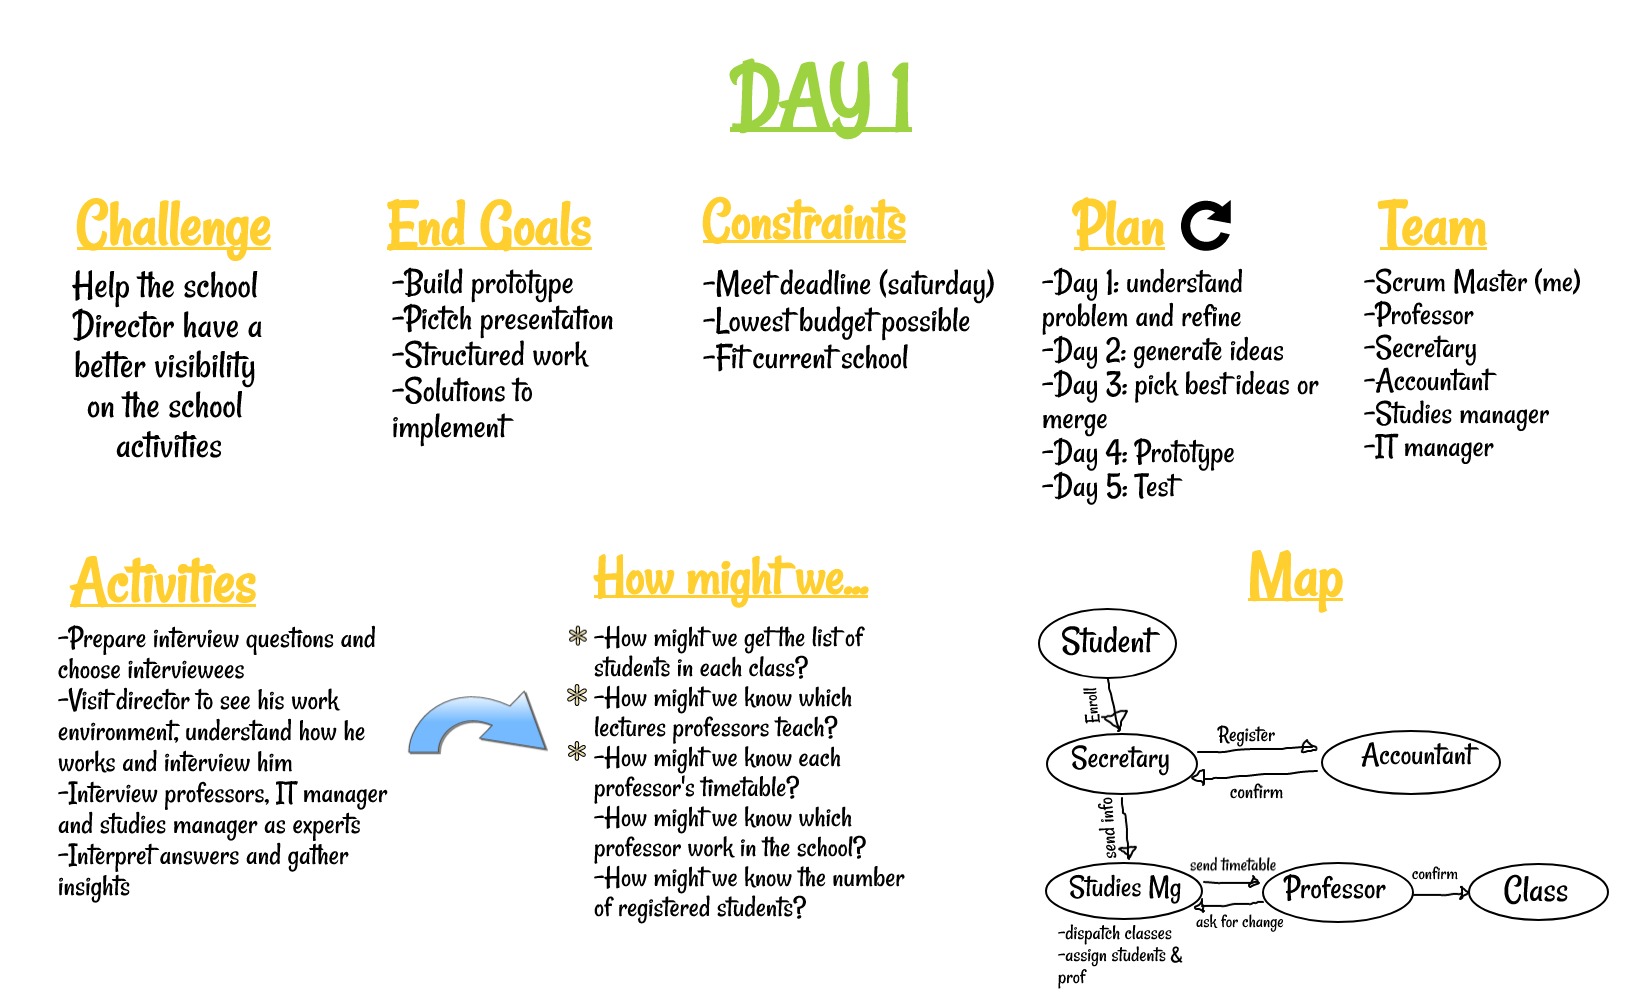 DAY 1
Challenge
Help the school
Director have a
better visibility
on the school
activities
End Goals
-Build prototype
-Pictch presentation
-Structured work
-Solutions to
implement
Constraints
-Meet deadline (saturday)
-Lowest budget possible
-Fit current school
Plan
-Day 1: understand
problem and refine
-Day 2: generate ideas
-Day 3: pick best ideas or
merge
-Day 4: Prototype
-Day 5: Test
Team
-Scrum Master (me)
-Professor
-Secretary
-Accountant
-Studies manager
-IT manager
Activities
-Prepare interview questions and
choose interviewees
-Visit director to see his work
environment, understand how he
works and interview him
-Interview professors, IT manager
and studies manager as experts
-Interpret answers and gather
insights
How might we...
-How might we get the list of
students in each class?
-How might we know which
lectures professors teach?
-How might we know each
professor's timetable?
-How might we know which
professor work in the school?
-How might we know the number
of registered students?
Map
Student
Enroll
Secretary
Register
confirm
Accountant
send info
Studies Mg
send timetable
ask for change
Professor
confirm
Class
-dispatch classes
-assign students &
prof